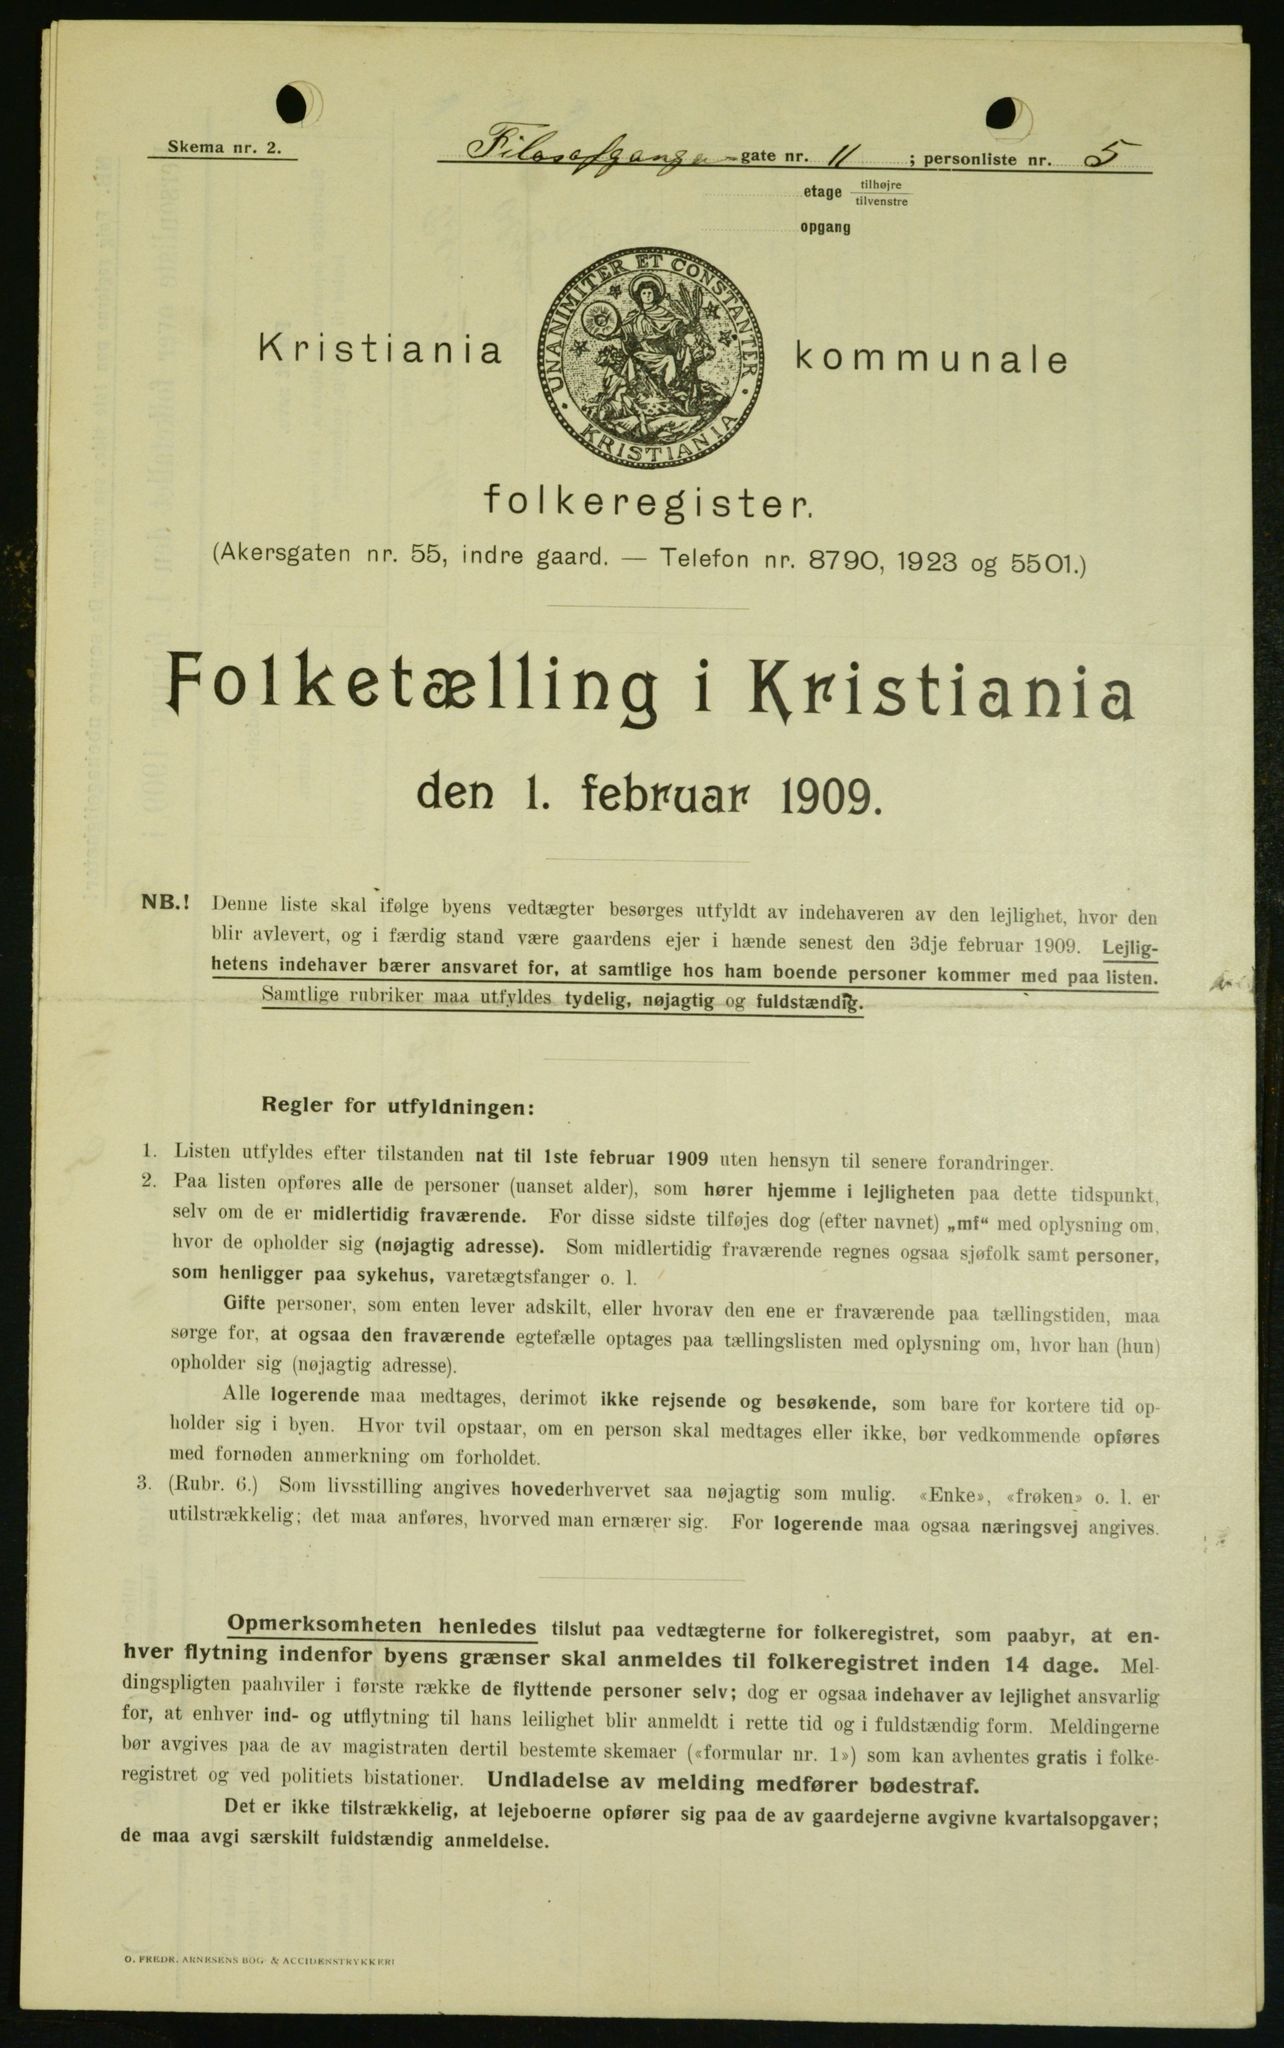 Skema nr. 2.
Filosofganga gate nr. 11 ; personliste nr. 5
etage tilhøjre
tilvenstre
opgang
UNANIMITER ET CONSTANTER
KRISTIANIA
Kristiania kommunale
folkeregister.
(Akersgaten nr. 55, indre gaard. — Telefon nr. 8790, 1923 og 5501.)
Folketælling i Kristiania
den 1. februar 1909.
NB.! Denne liste skal ifølge byens vedtægter besørges utfyldt av indehaveren av den lejlighet, hvor den
blir avlevert, og i færdig stand være gaardens ejer i hænde senest den 3dje februar 1909. Lejlig-
hetens indehaver bærer ansvaret for, at samtlige hos ham boende personer kommer med paa listen.
Samtlige rubriker maa utfyldes tydelig, nøjagtig og fuldstændig.
Regler for utfyldningen:
1. Listen utfyldes efter tilstanden nat til 1ste februar 1909 uten hensyn til senere forandringer.
2. Paa listen opføres alle de personer (uanset alder), som hører hjemme i lejligheten paa dette tidspunkt,
selv om de er midlertidig fraværende. For disse sidste tilføjes dog (efter navnet) „mf“ med oplysning om,
hvor de opholder sig (nøjagtig adresse). Som midlertidig fraværende regnes ogsaa sjøfolk samt personer,
som henligger paa sykehus, varetægtsfanger o. l.
Gifte personer, som enten lever adskilt, eller hvorav den ene er fraværende paa tællingstiden, maa
sørge for, at ogsaa den fraværende egtefælle optages paa tællingslisten med oplysning om, hvor han (hun)
opholder sig (nøjagtig adresse).
Alle logerende maa medtages, derimot ikke rejsende og besøkende, som bare for kortere tid op-
holder sig i byen. Hvor tvil opstaar, om en person skal medtages eller ikke, bør vedkommende opføres
med fornøden anmerkning om forholdet.
3. (Rubr. 6.) Som livsstilling angives hovederhvervet saa nøjagtig som mulig. «Enke», «frøken» o. l. er
utilstrækkelig; det maa anføres, hvorved man ernærer sig. For logerende maa ogsaa næringsvej angives.
Opmerksomheten henledes tilslut paa vedtægterne for folkeregistret, som paabyr, at en-
hver flytning indenfor byens grænser skal anmeldes til folkeregistret inden 14 dage. Mel-
dingspligten paahviler i første række de flyttende personer selv; dog er ogsaa indehaver av lejlighet ansvarlig
for, at enhver ind- og utflytning til hans leilighet blir anmeldt i rette tid og i fuldstændig form. Meldingerne
bør avgives paa de av magistraten dertil bestemte skemaer («formular nr. 1») som kan avhentes gratis i folke-
registret og ved politiets bistationer. Undladelse av melding medfører bødestraf.
Det er ikke tilstrækkelig, at lejeboerne opfører sig paa de av gaardejerne avgivne kvartalsopgaver;
de maa avgi særskilt fuldstændig anmeldelse.
O. FREDR. ARNESENS BOG- & ACCIDENSTRYKKERI